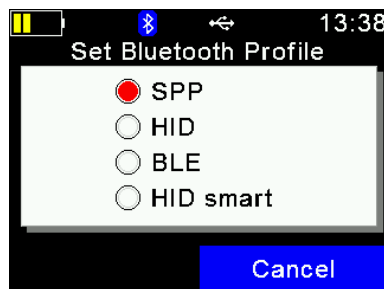 13:38
Set Bluetooth Profile
SPP
HID
BLE
HID smart
Cancel